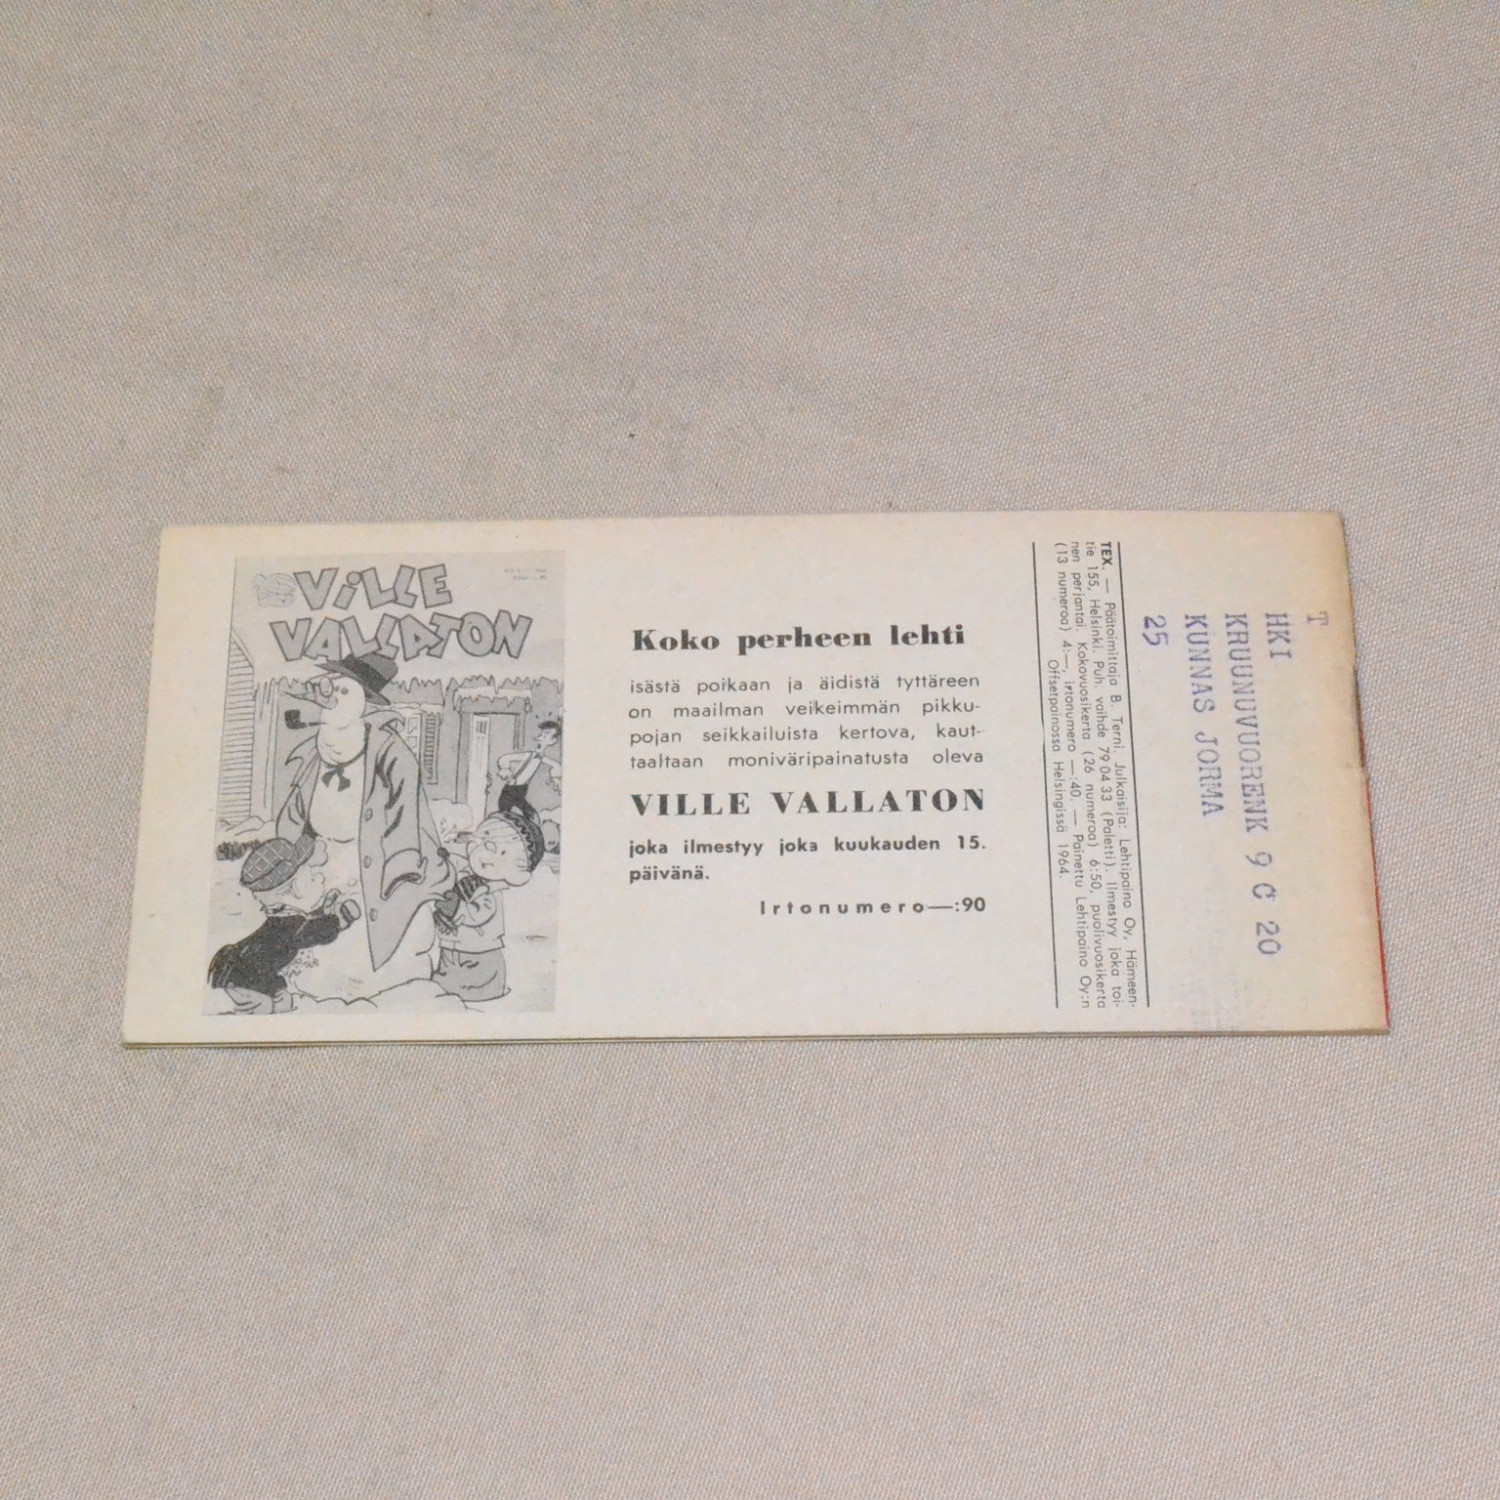 VILLE
VALLATON
Koko perheen lehti
isästä poikaan ja äidistä tyttäreen
on maailman veikeimmän pikku-
pojan seikkailuista kertova, kaut-
taaltaan moniväripainatusta oleva
VILLE VALLATON
joka ilmestyy joka kuukauden 15.
päivänä.
Irtonumero—:90
TEX. — Päätoimittaja B. Terni. Julkaisija: Lehtipaino Oy, Hämeen-
tie 155, Helsinki. Puh. vaihde 79 04 33 (Paletti). Ilmestyy joka toi-
nen perjantai. Kokovuosikerta (26 numeroa) 6:50, puolivuosikerta
(13 numeroa) 4:—, irtonumero —:40. — Painettu Lehtipaino Oy:n
Offsetpainossa Helsingissä 1964.
T
HKI
KRUUNUVUORENK 9 C 20
KUNNAS JORMA
25